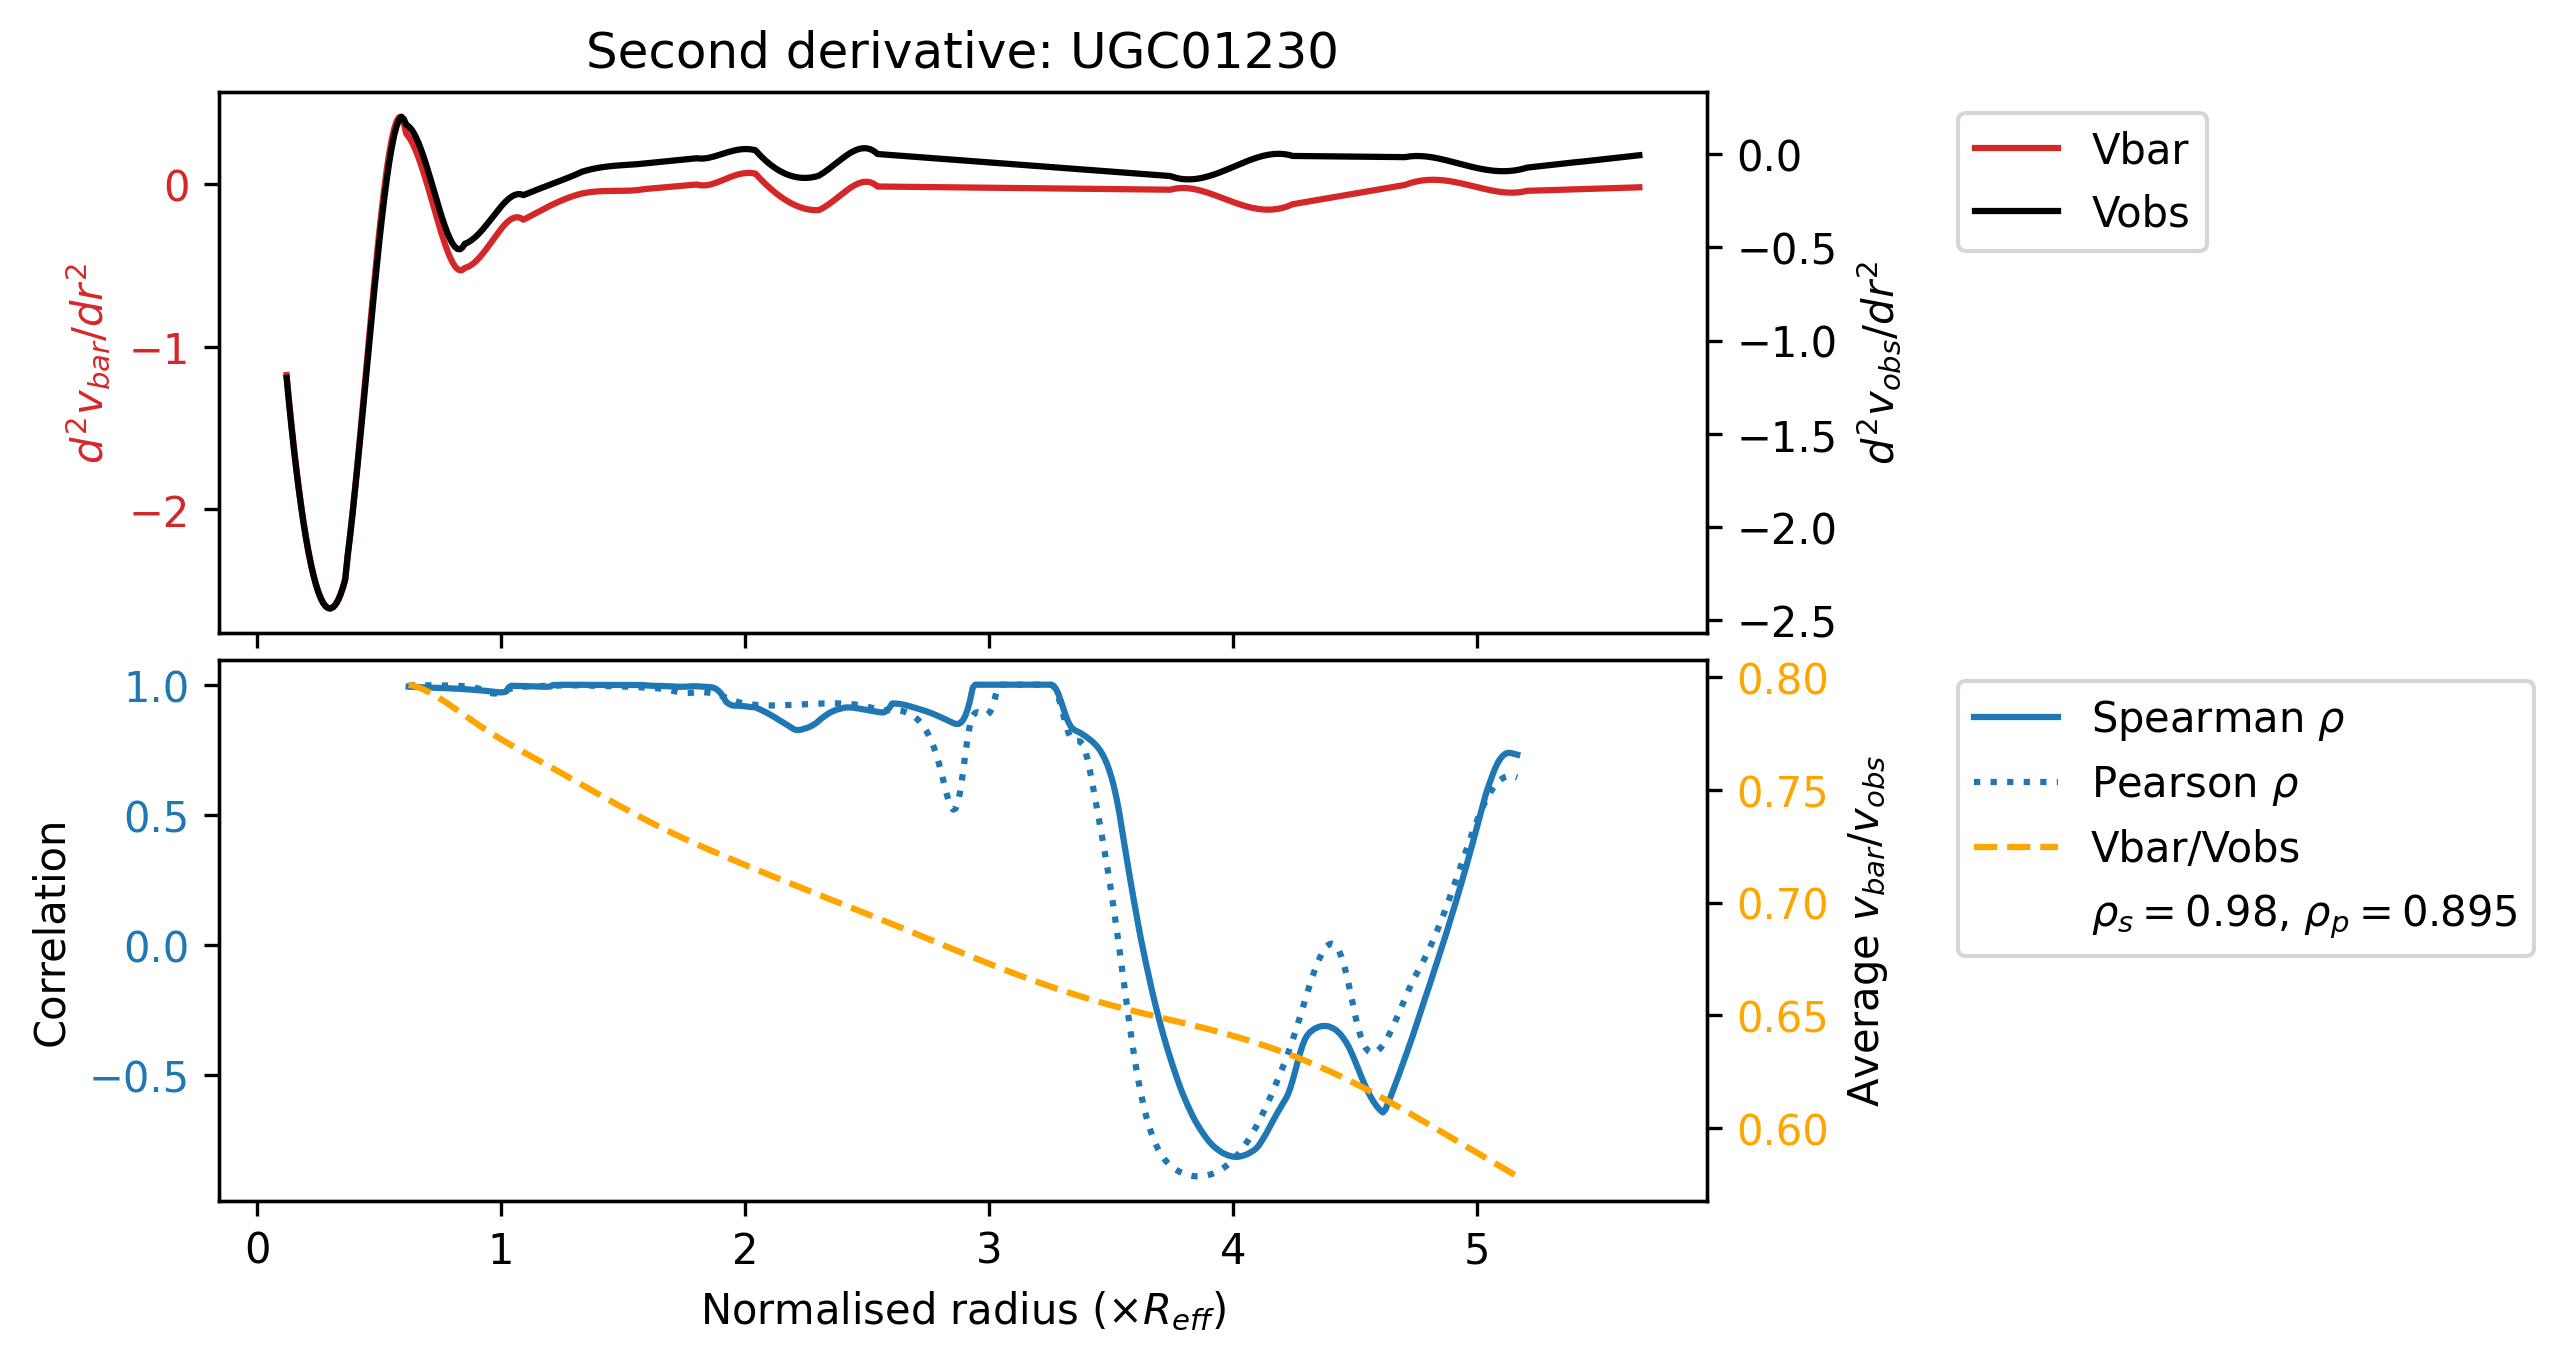 Second derivative: UGC01230
0
−1
−2
d²v_bar/dr²
0.0
−0.5
−1.0
−1.5
−2.0
−2.5
d²v_obs/dr²
Vbar
Vobs
1.0
0.5
0.0
−0.5
Correlation
0.80
0.75
0.70
0.65
0.60
Average v_bar/v_obs
Spearman ρ
Pearson ρ
Vbar/Vobs
ρ_s = 0.98, ρ_p = 0.895
0 1 2 3 4 5
Normalised radius (×R_eff)